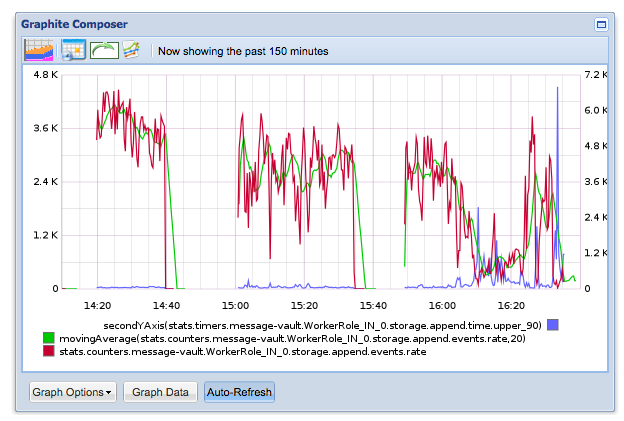 Graphite Composer
Now showing the past 150 minutes
4.8 K 7.2 K
6.0 K
3.6 K 4.8 K
2.4 K 3.6 K
2.4 K
1.2 K 1.2 K
0 0
14:20 14:40 15:00 15:20 15:40 16:00 16:20
secondYAxis(stats.timers.message-vault.WorkerRole_IN_0.storage.append.time.upper_90)
movingAverage(stats.counters.message-vault.WorkerRole_IN_0.storage.append.events.rate,20)
stats.counters.message-vault.WorkerRole_IN_0.storage.append.events.rate
Graph Options Graph Data Auto-Refresh